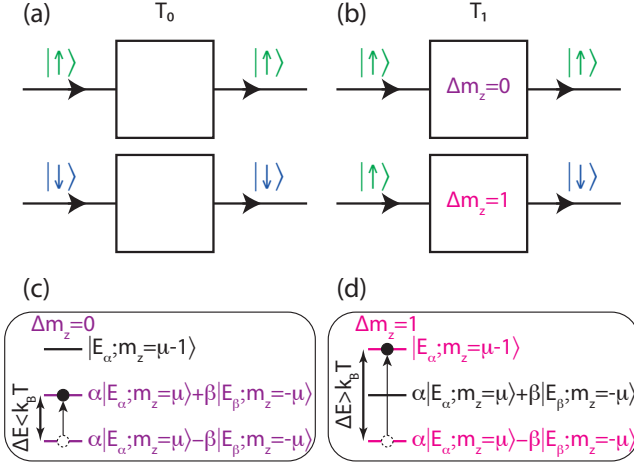 (a) T₀ (b) T₁
|↑⟩ |↑⟩ |↑⟩ |↑⟩
Δm_z=0
|↓⟩ |↓⟩ |↑⟩ |↓⟩
Δm_z=1
(c) (d)
Δm_z=0
|E_α;m_z=μ-1⟩
ΔE<k_BT
α|E_α;m_z=μ⟩+β|E_β;m_z=-μ⟩
α|E_α;m_z=μ⟩-β|E_β;m_z=-μ⟩
Δm_z=1
|E_α;m_z=μ-1⟩
ΔE>k_BT
α|E_α;m_z=μ⟩+β|E_β;m_z=-μ⟩
α|E_α;m_z=μ⟩-β|E_β;m_z=-μ⟩